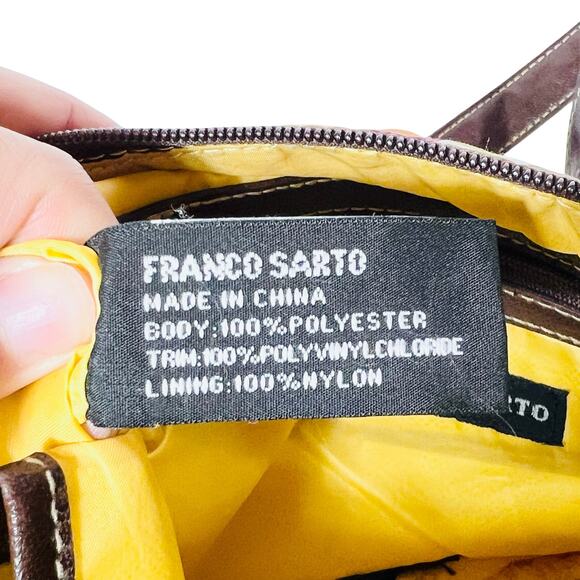 FRANCO SARTO
MADE IN CHINA
BODY:100%POLYESTER
TRIM:100%POLYVINYLCHLORIDE
LINING:100%NYLON